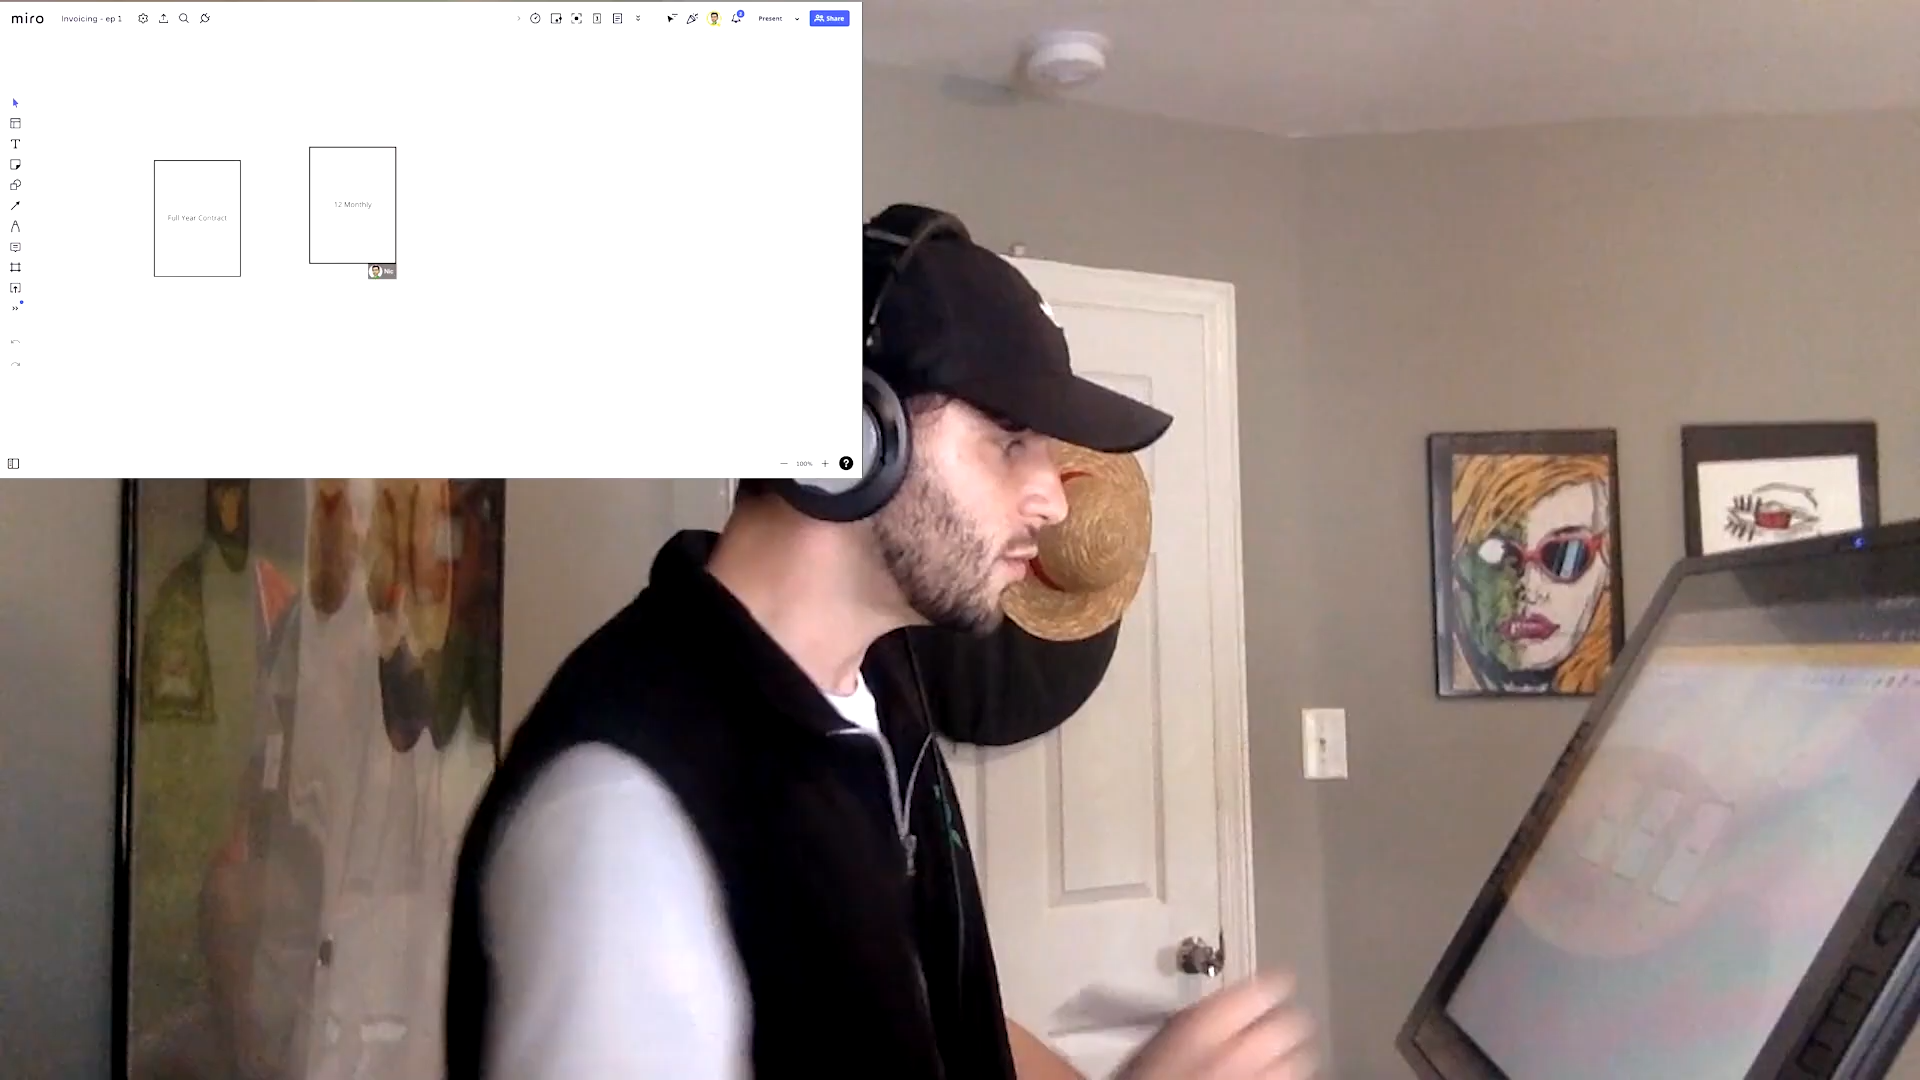 miro
Invoicing - ep.1
Present
Share
Full Year Contract
12 Monthly
Nic
100%